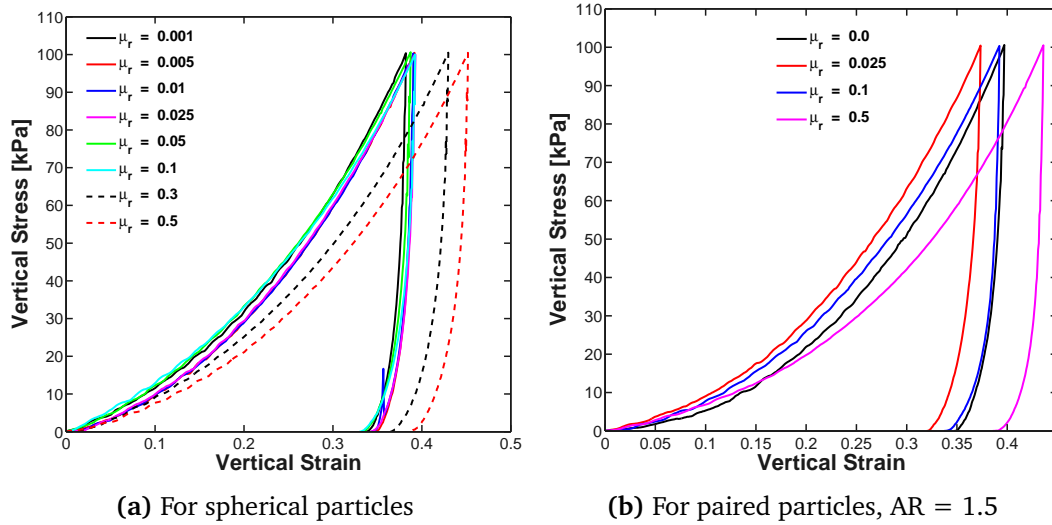 110
100
90
80
70
60
50
40
30
20
10
0
0
0.1
0.2
0.3
0.4
0.5
Vertical Stress [kPa]
Vertical Strain
μr = 0.001
μr = 0.005
μr = 0.01
μr = 0.025
μr = 0.05
μr = 0.1
μr = 0.3
μr = 0.5
(a) For spherical particles
110
100
90
80
70
60
50
40
30
20
10
0
0
0.05
0.1
0.15
0.2
0.25
0.3
0.35
0.4
Vertical Stress [kPa]
Vertical Strain
μr = 0.0
μr = 0.025
μr = 0.1
μr = 0.5
(b) For paired particles, AR = 1.5